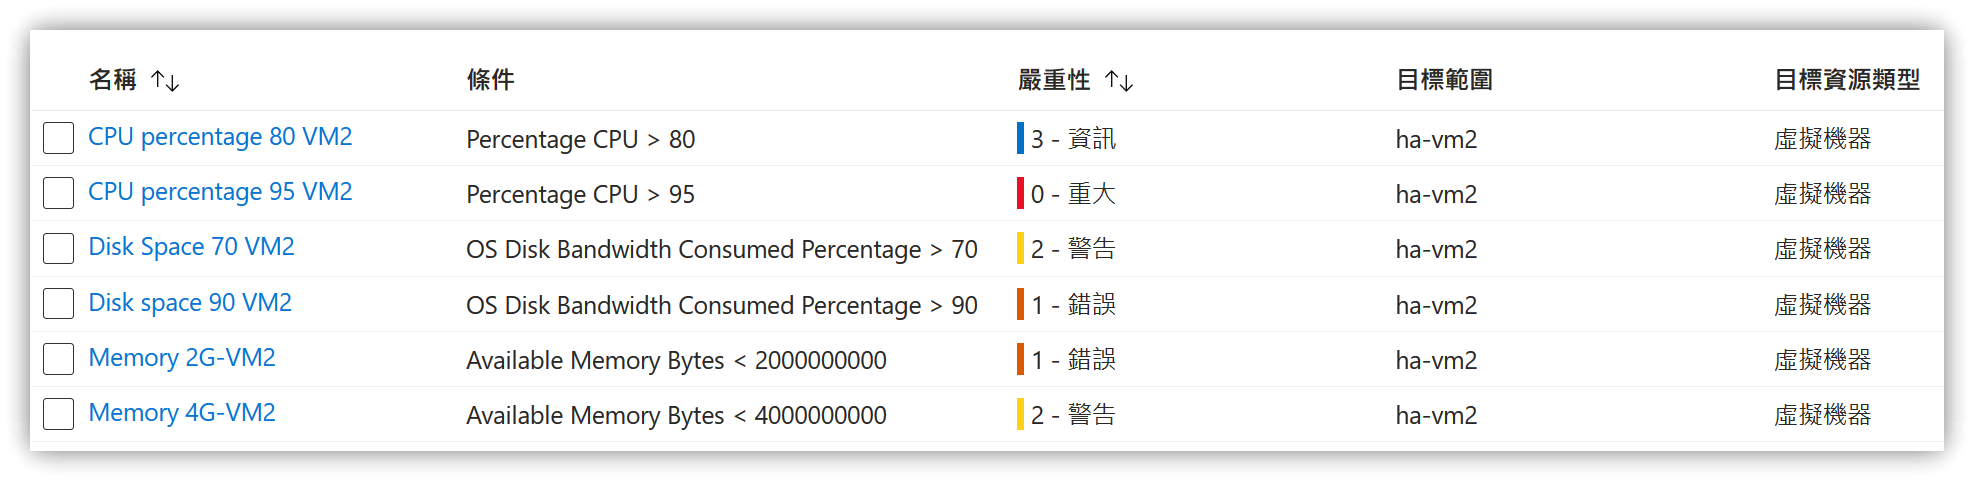 名稱 ↑↓ 條件 嚴重性 ↑↓ 目標範圍 目標資源類型
CPU percentage 80 VM2 Percentage CPU > 80 3 - 資訊 ha-vm2 虛擬機器
CPU percentage 95 VM2 Percentage CPU > 95 0 - 重大 ha-vm2 虛擬機器
Disk Space 70 VM2 OS Disk Bandwidth Consumed Percentage > 70 2 - 警告 ha-vm2 虛擬機器
Disk space 90 VM2 OS Disk Bandwidth Consumed Percentage > 90 1 - 錯誤 ha-vm2 虛擬機器
Memory 2G-VM2 Available Memory Bytes < 2000000000 1 - 錯誤 ha-vm2 虛擬機器
Memory 4G-VM2 Available Memory Bytes < 4000000000 2 - 警告 ha-vm2 虛擬機器